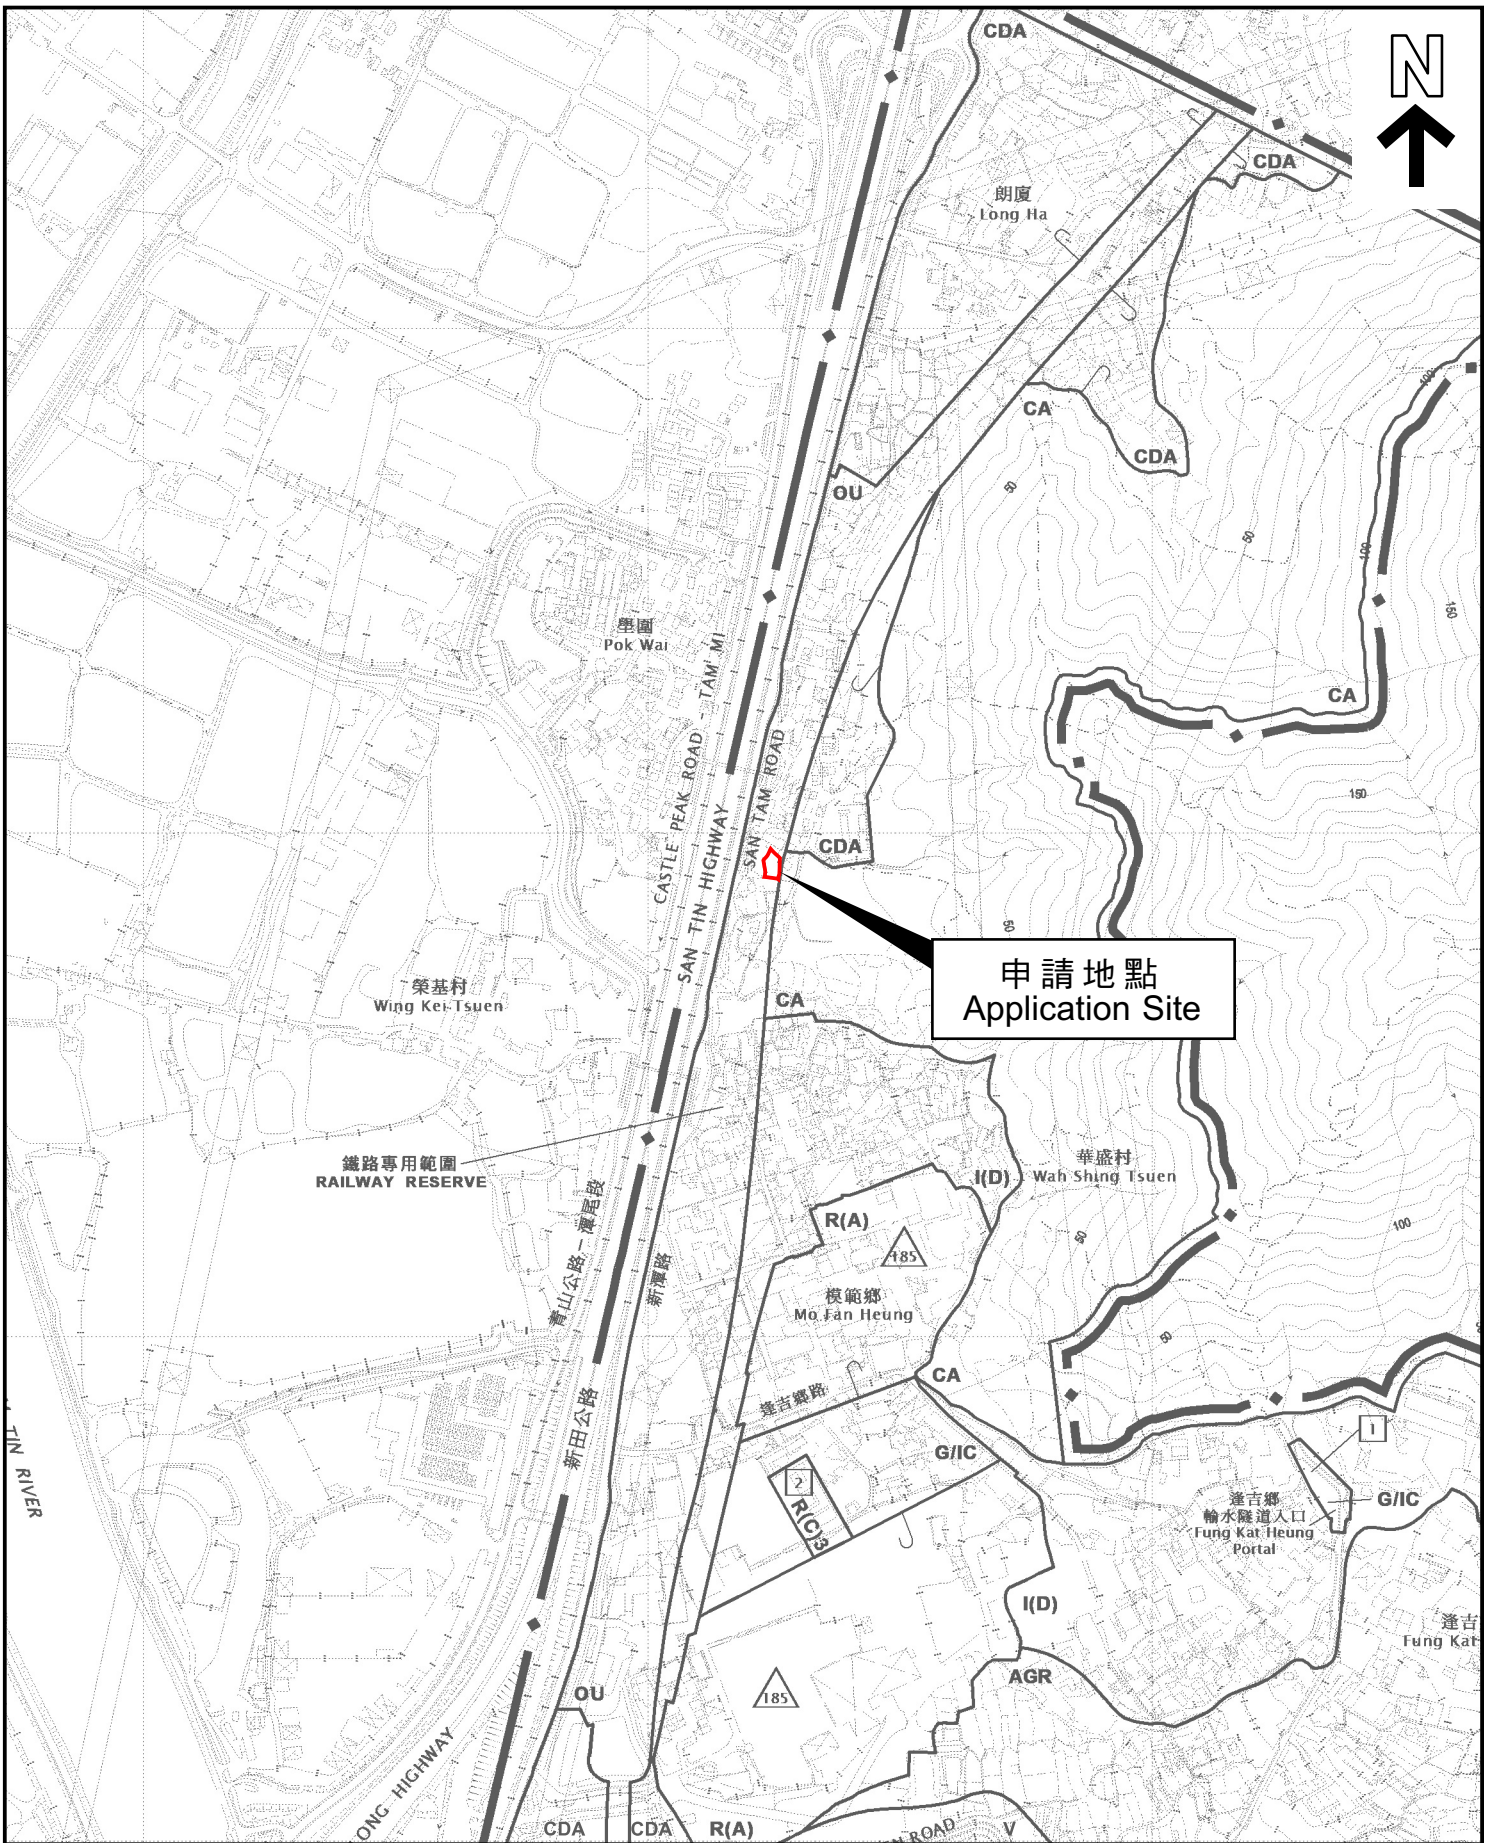 CDA
N
CDA
朗廈
Long Ha
100
CA
CDA
50
OU
50
100
壆圍
Pok Wai
150
CASTLE PEAK ROAD - TAM MI
CA
SAN TAM ROAD
150
SAN TIN HIGHWAY
CDA
50
申請地點
Application Site
榮基村
Wing Kei Tsuen
CA
鐵路專用範圍
RAILWAY RESERVE
華盛村
Wah Shing Tsuen
I(D)
青山公路－潭尾段
R(A)
185
50
100
新潭路
模範鄉
Mo Fan Heung
50
CA
逢吉鄉路
新田公路
1
TIN RIVER
G/IC
2
R(C)3
逢吉鄉
輸水隧道入口
Fung Kat Heung
Portal
G/IC
I(D)
逢吉
Fung Kat
AGR
OU
185
ONG HIGHWAY
CDA
CDA
R(A)
ROAD
V